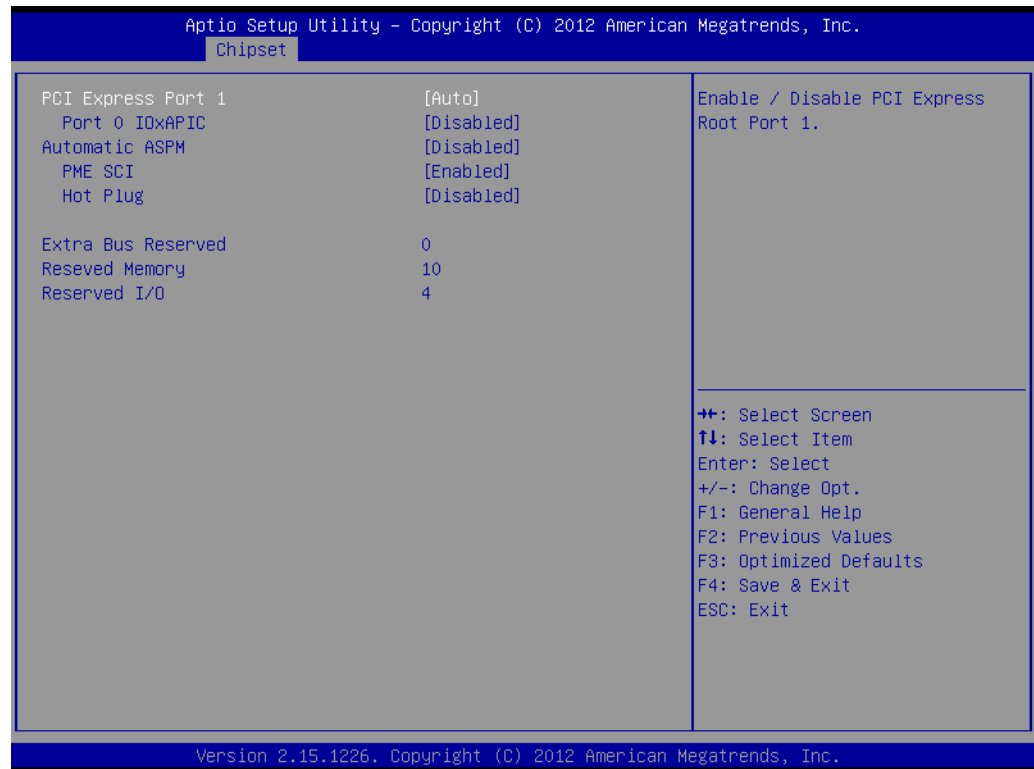 Aptio Setup Utility – Copyright (C) 2012 American Megatrends, Inc.
Chipset
PCI Express Port 1 [Auto]
Port 0 IOxAPIC [Disabled]
Automatic ASPM [Disabled]
PME SCI [Enabled]
Hot Plug [Disabled]
Extra Bus Reserved 0
Reseved Memory 10
Reserved I/O 4
Enable / Disable PCI Express
Root Port 1.
→←: Select Screen
↑↓: Select Item
Enter: Select
+/-: Change Opt.
F1: General Help
F2: Previous Values
F3: Optimized Defaults
F4: Save & Exit
ESC: Exit
Version 2.15.1226. Copyright (C) 2012 American Megatrends, Inc.